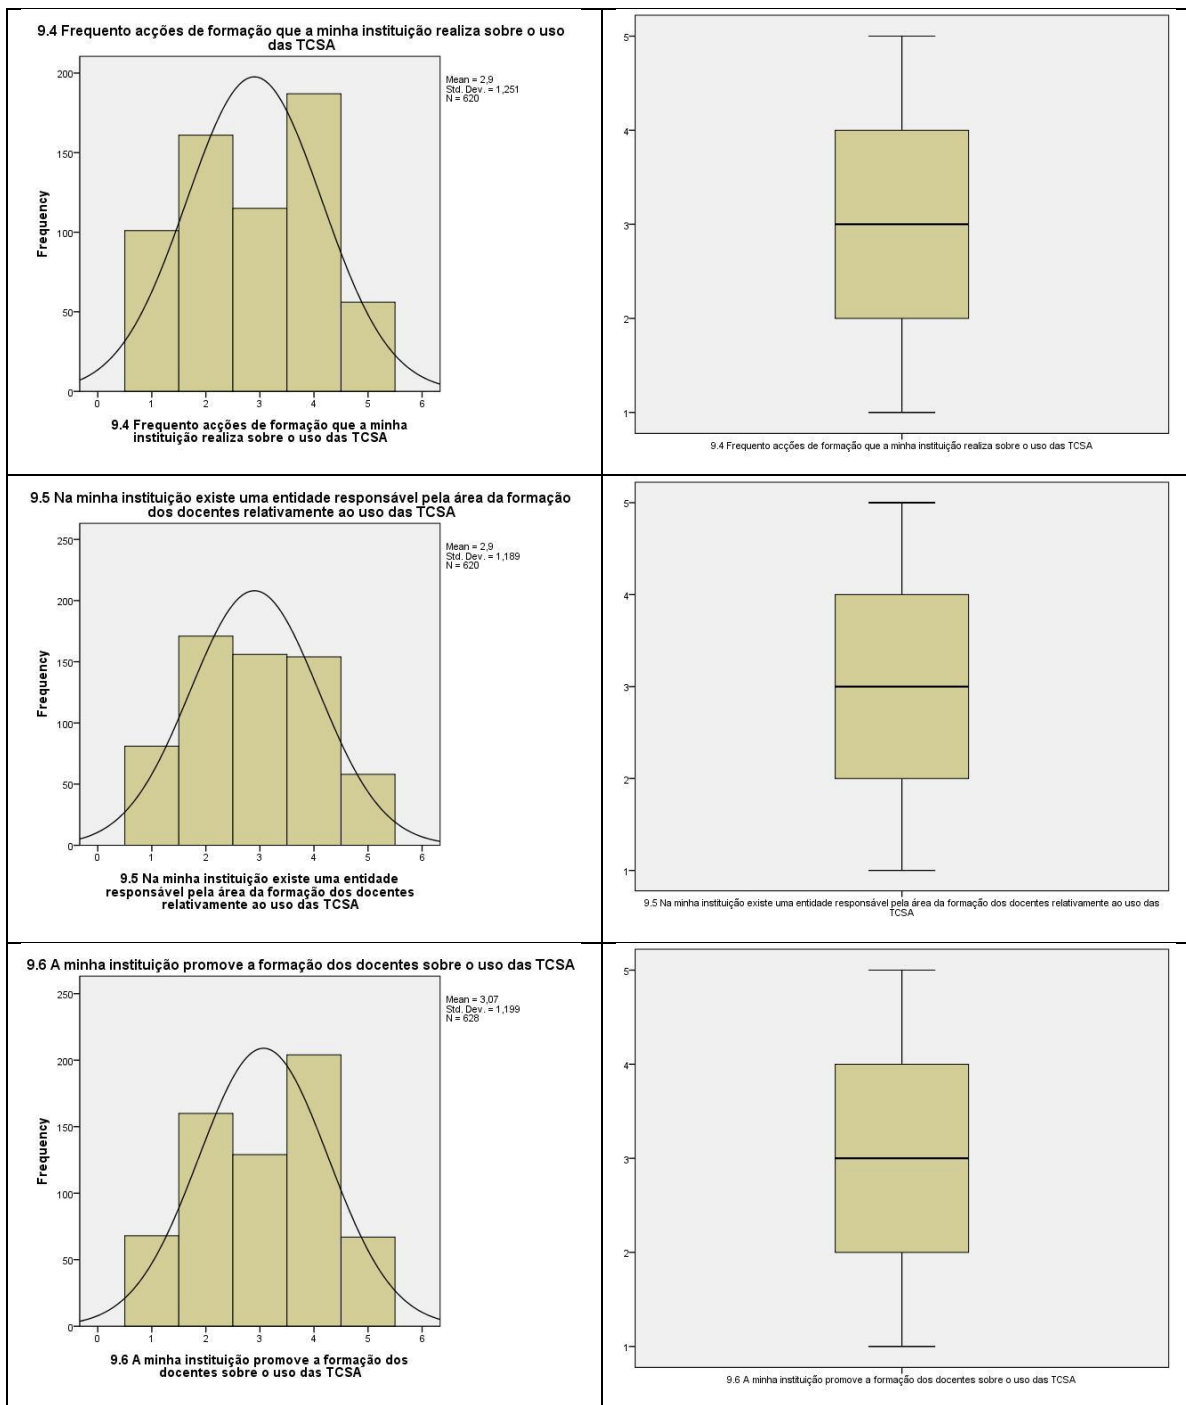 9.4 Frequento acções de formação que a minha instituição realiza sobre o uso
das TCSA
200
150
100
50
0
Frequency
0 1 2 3 4 5 6
Mean = 2,9
Std. Dev. = 1,251
N = 620
9.4 Frequento acções de formação que a minha
instituição realiza sobre o uso das TCSA
5
4
3
2
1
9.4 Frequento acções de formação que a minha instituição realiza sobre o uso das TCSA
9.5 Na minha instituição existe uma entidade responsável pela área da formação
dos docentes relativamente ao uso das TCSA
250
200
150
100
50
0
Frequency
0 1 2 3 4 5 6
Mean = 2,9
Std. Dev. = 1,189
N = 620
9.5 Na minha instituição existe uma entidade
responsável pela área da formação dos docentes
relativamente ao uso das TCSA
5
4
3
2
1
9.5 Na minha instituição existe uma entidade responsável pela área da formação dos docentes relativamente ao uso das
TCSA
9.6 A minha instituição promove a formação dos docentes sobre o uso das TCSA
250
200
150
100
50
0
Frequency
0 1 2 3 4 5 6
Mean = 3,07
Std. Dev. = 1,199
N = 628
9.6 A minha instituição promove a formação dos
docentes sobre o uso das TCSA
5
4
3
2
1
9.6 A minha instituição promove a formação dos docentes sobre o uso das TCSA